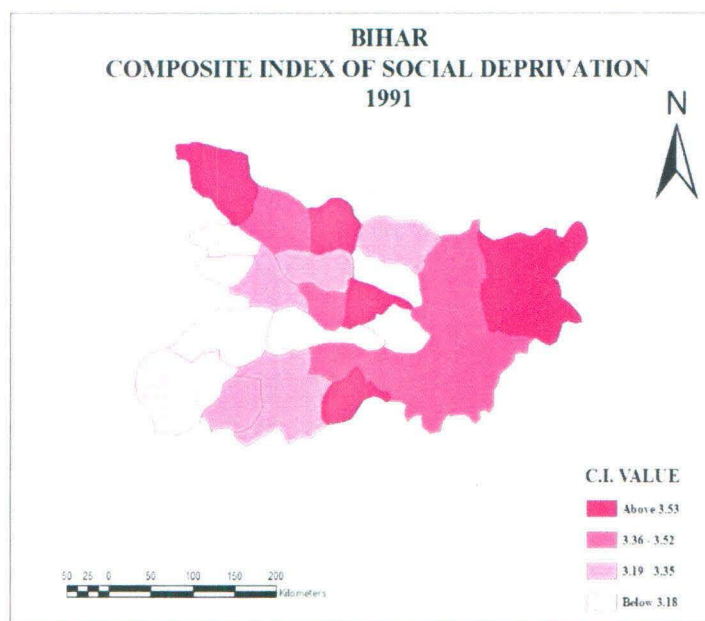 BIHAR
COMPOSITE INDEX OF SOCIAL DEPRIVATION
1991
N
C.I. VALUE
Above 3.53
3.36 - 3.52
3.19 - 3.35
Below 3.18
50 25 0 50 100 150 200
Kilometers